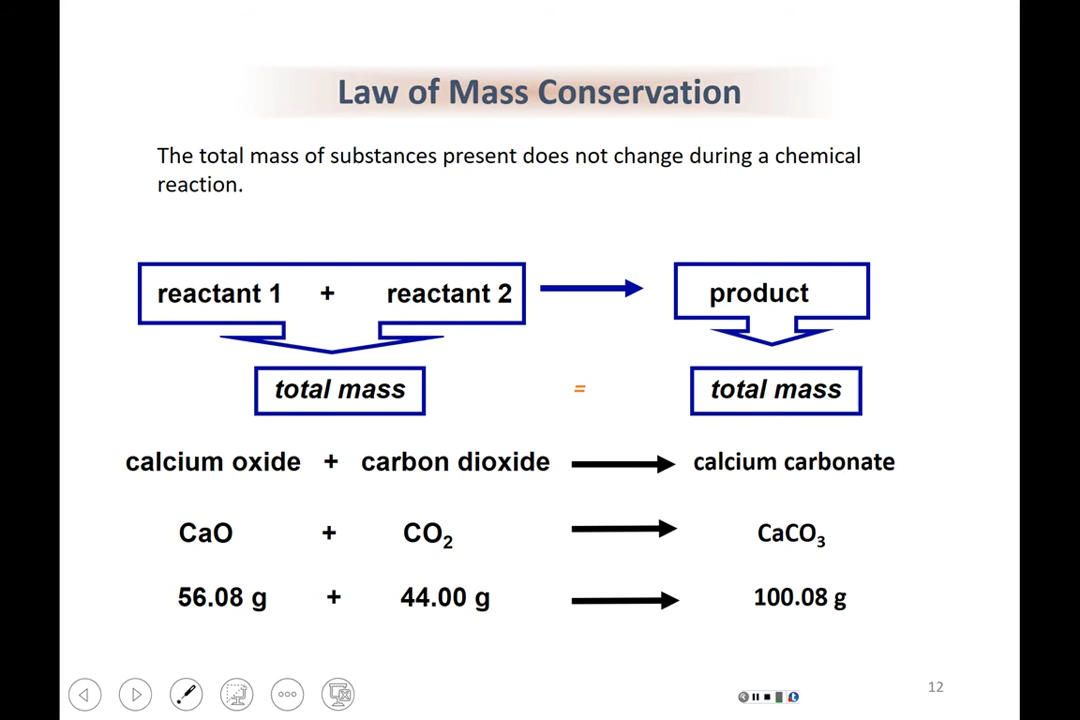 Law of Mass Conservation
The total mass of substances present does not change during a chemical
reaction.
reactant 1 + reactant 2 product
total mass = total mass
calcium oxide + carbon dioxide calcium carbonate
CaO + CO₂ CaCO₃
56.08 g + 44.00 g 100.08 g
12